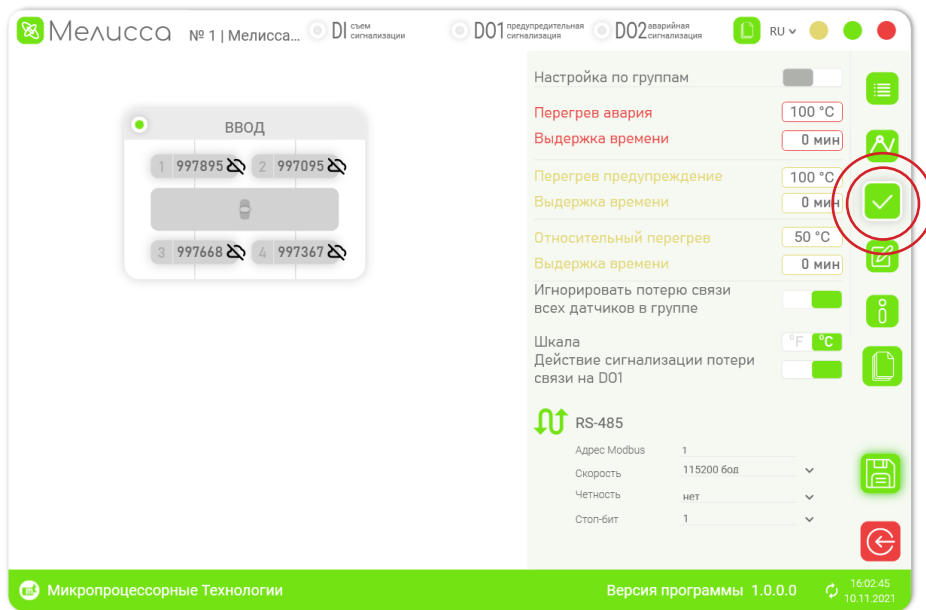 Мелисса № 1 | Мелисса... DI съем сигнализации DO1 предупредительная сигнализация DO2 аварийная сигнализация RU
ВВОД
1 997895 2 997095
3 997668 4 997367
Настройка по группам
Перегрев авария 100 °C
Выдержка времени 0 мин
Перегрев предупреждение 100 °C
Выдержка времени 0 мин
Относительный перегрев 50 °C
Выдержка времени 0 мин
Игнорировать потерю связи
всех датчиков в группе
Шкала °F °C
Действие сигнализации потери
связи на DO1
RS-485
Адрес Modbus 1
Скорость 115200 бод
Четность нет
Стоп-бит 1
Микропроцессорные Технологии Версия программы 1.0.0.0 16:02:45
10.11.2021